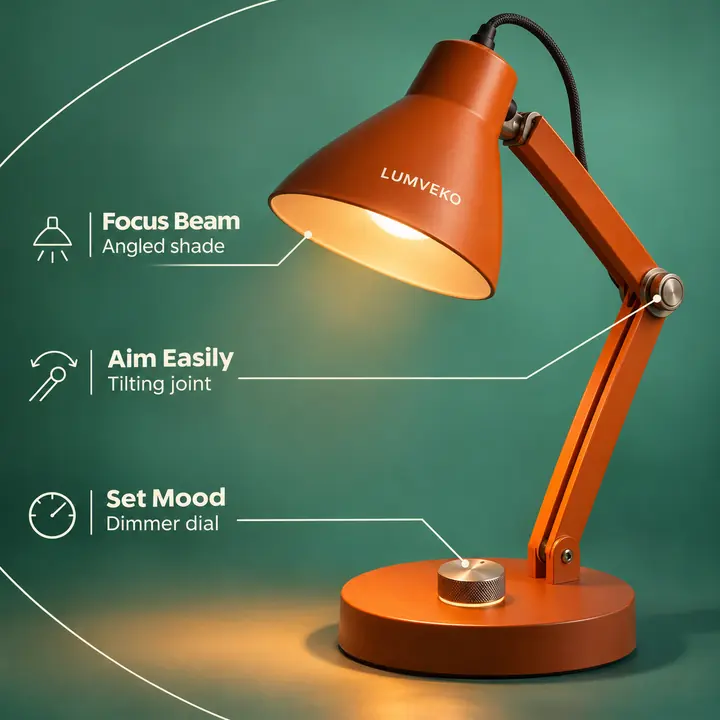 LUMVEKO
Focus Beam
Angled shade
Aim Easily
Tilting joint
Set Mood
Dimmer dial